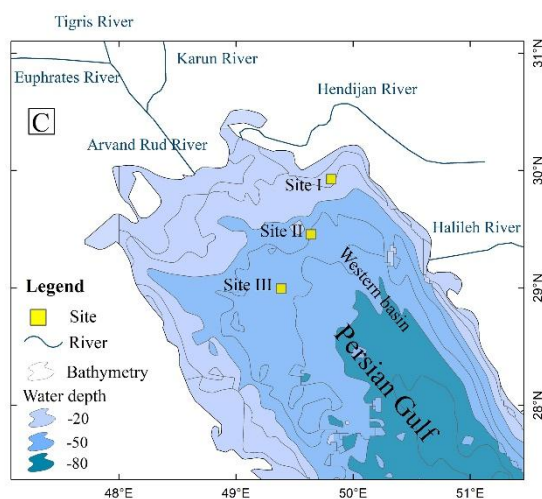 Tigris River
Karun River
Euphrates River
Hendijan River
C
Arvand Rud River
Site I
Halileh River
Site II
Western basin
Site III
Persian Gulf
Legend
Site
River
Bathymetry
Water depth
-20
-50
-80
31°N
30°N
29°N
28°N
48°E
49°E
50°E
51°E